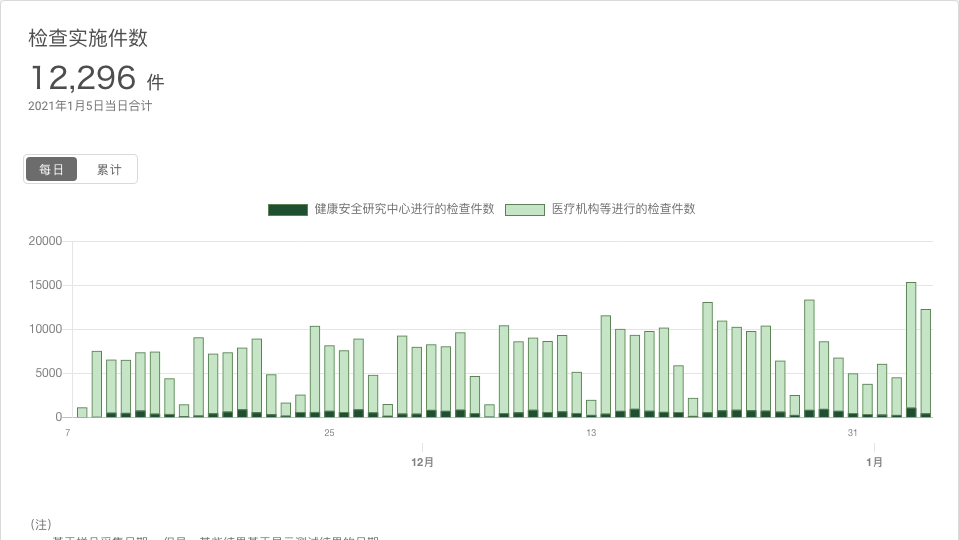 检查实施件数
12,296 件
2021年1月5日当日合计
每日 累计
健康安全研究中心进行的检查件数 医疗机构等进行的检查件数
20000
15000
10000
5000
0
7 25 13 31
12月 1月
（注）